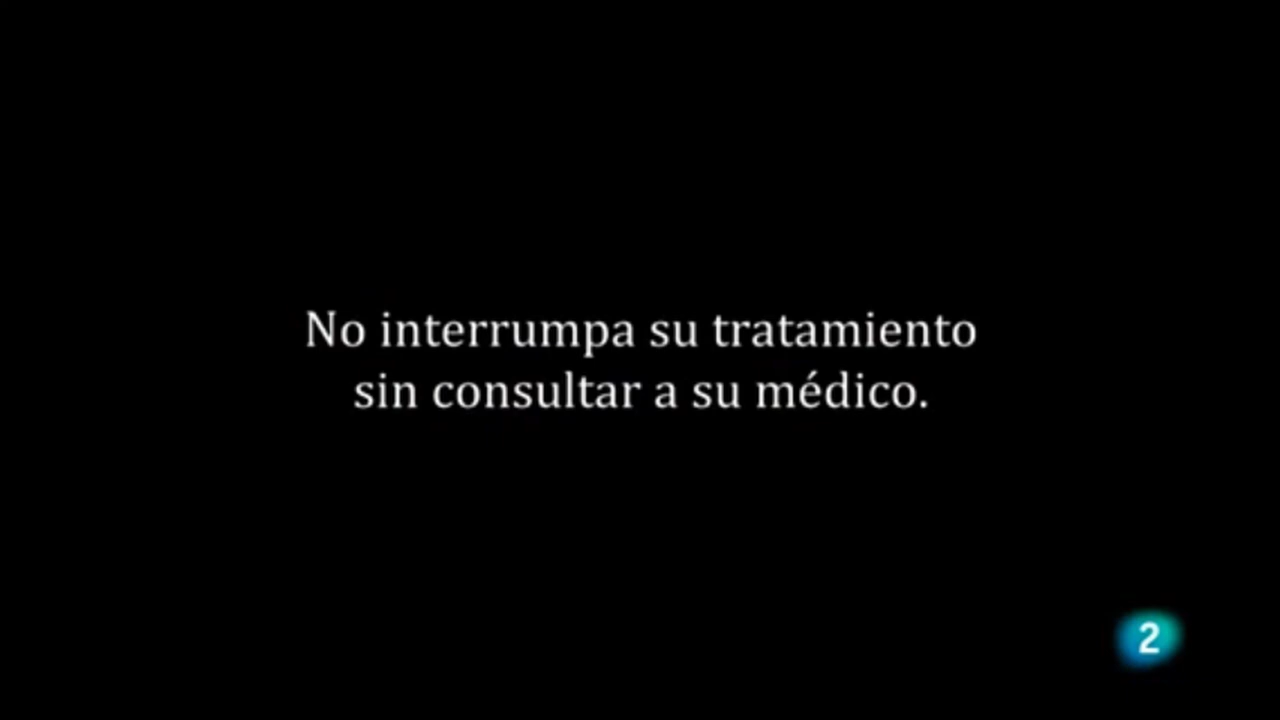 No interrumpa su tratamiento
sin consultar a su médico.
2